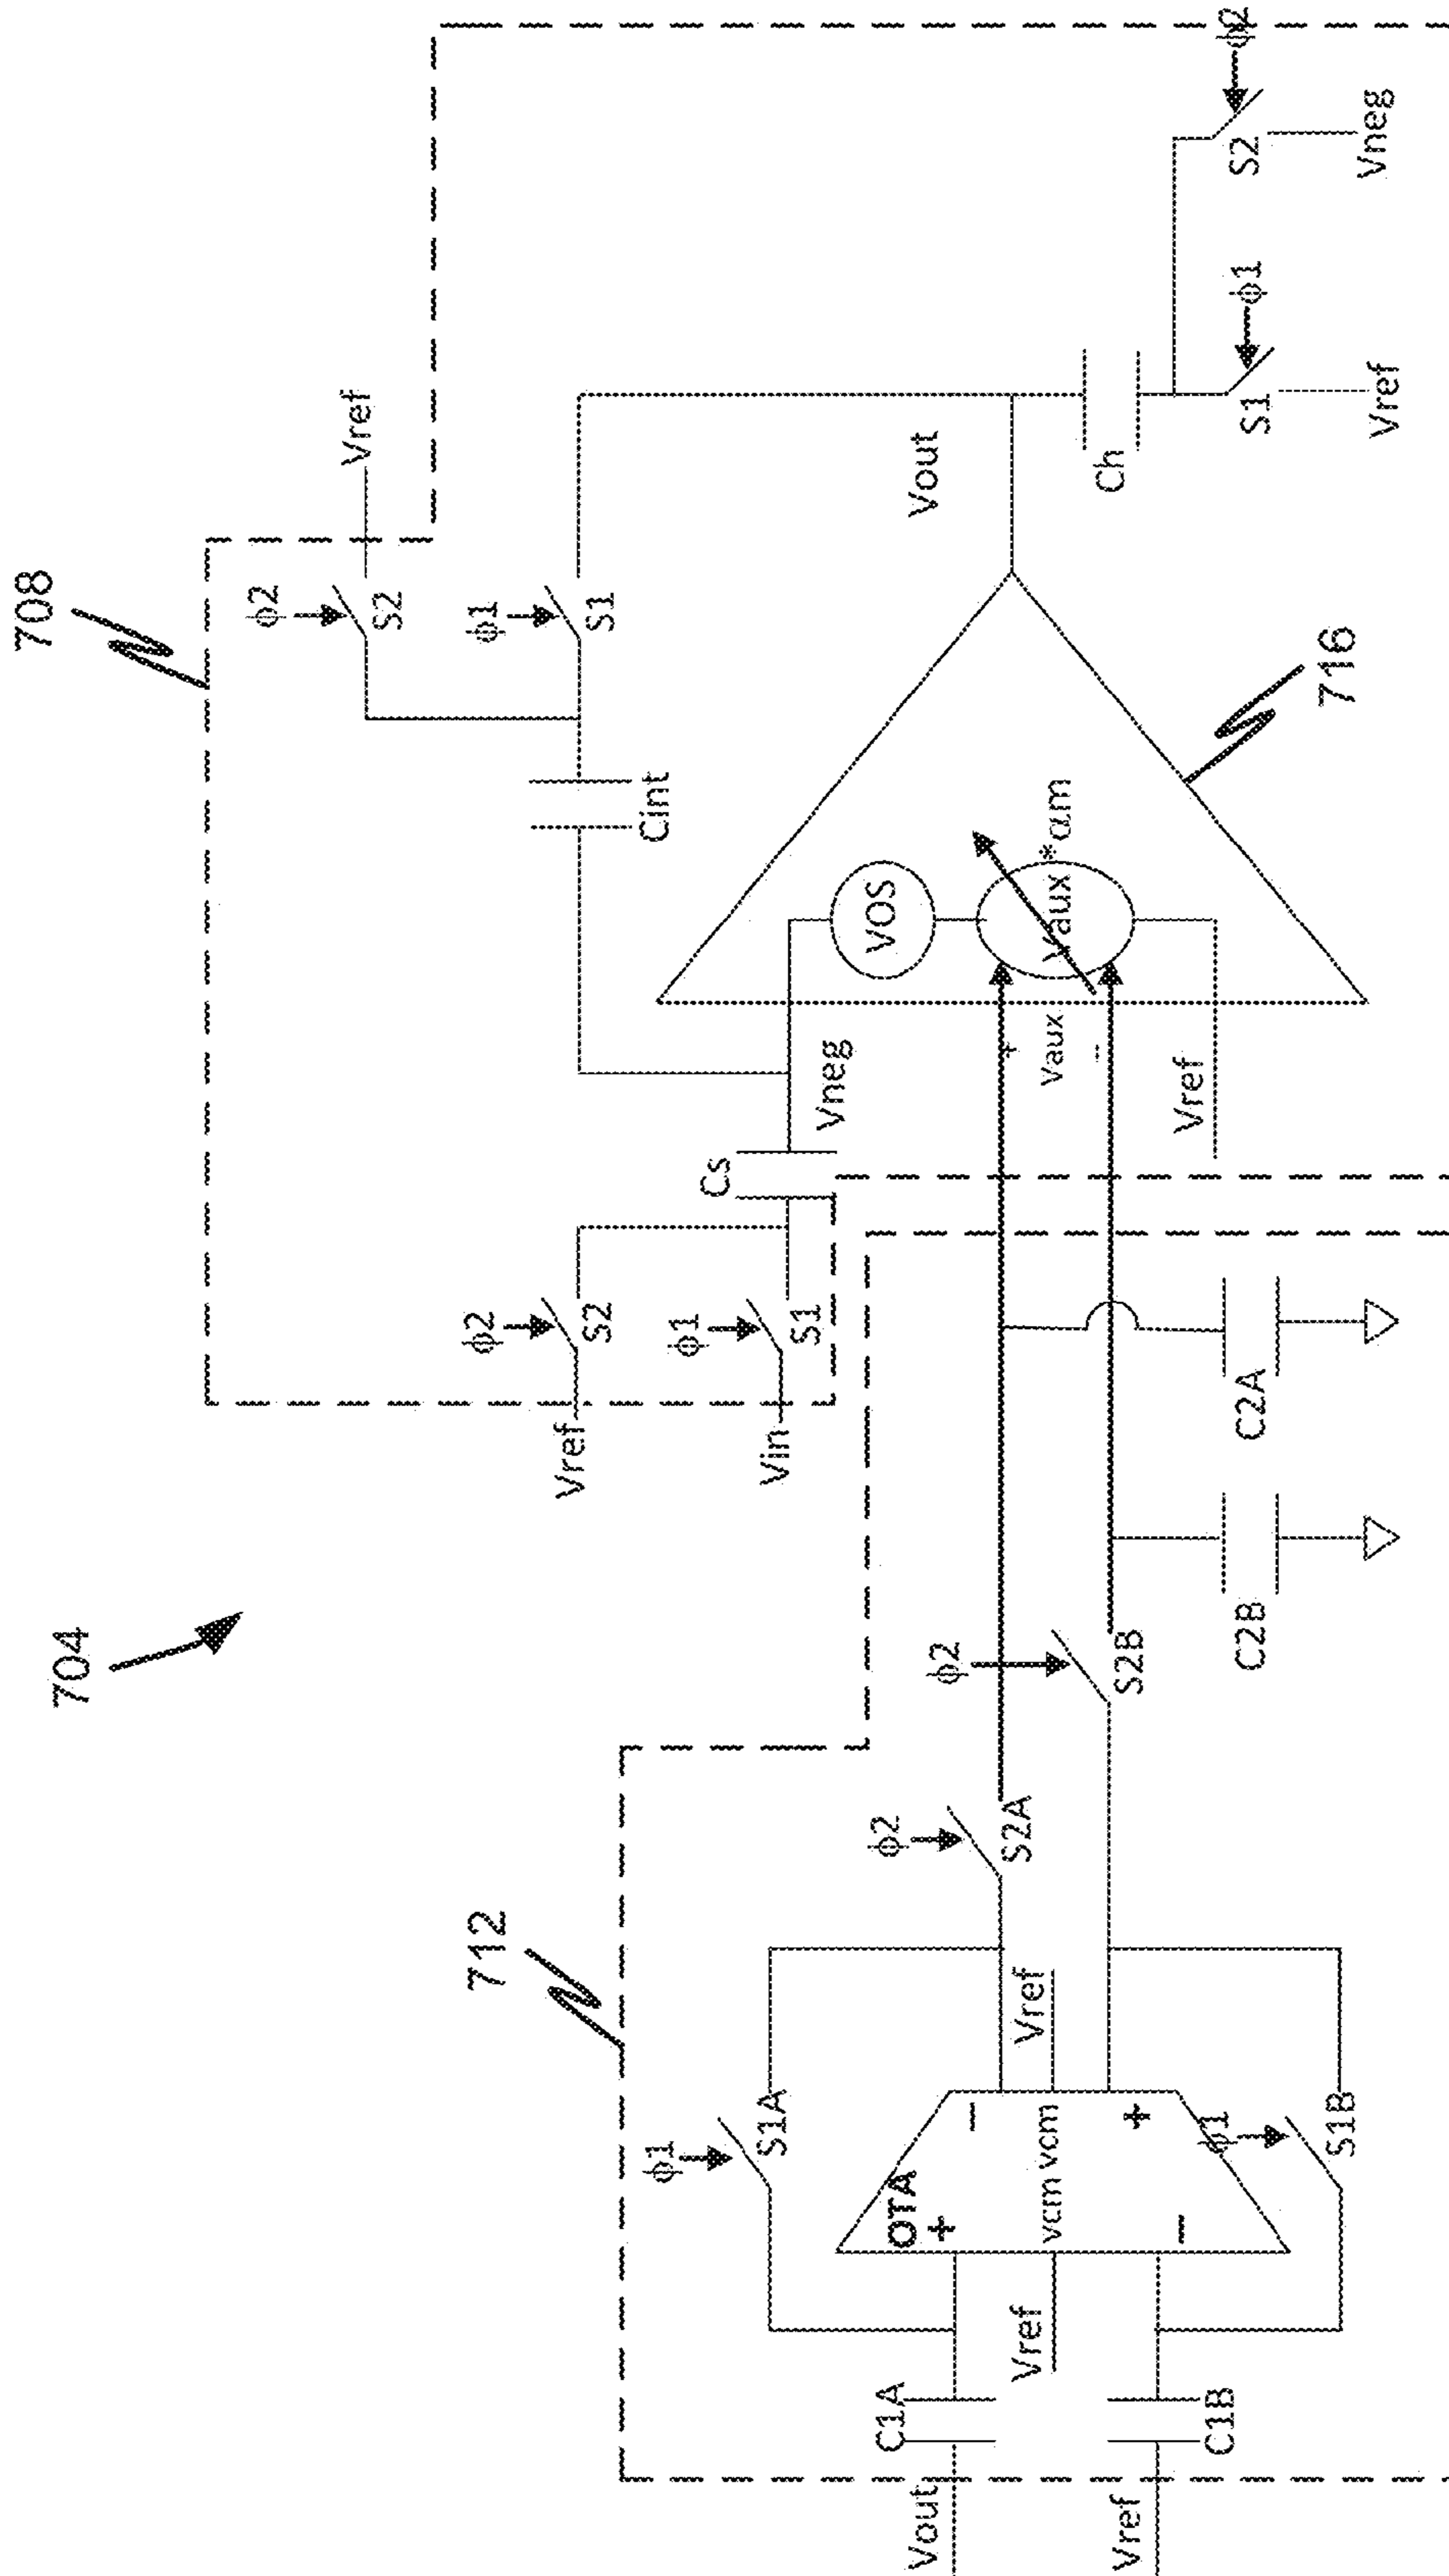 704
708
712
716
Vref
ϕ2
S2
Vin
ϕ1
S1
Cs
Vneg
Cint
ϕ2
S2
Vref
ϕ1
S1
VOS
Vaux*αm
+
Vaux
–
Vref
Vout
Ch
S1
ϕ1
Vref
S2
ϕ2
Vneg
Vout
C1A
Vref
C1B
OTA
+
–
vcm vcm
–
+
Vref
Vref
ϕ1
S1A
ϕ1
S1B
ϕ2
S2A
ϕ2
S2B
C2B
C2A